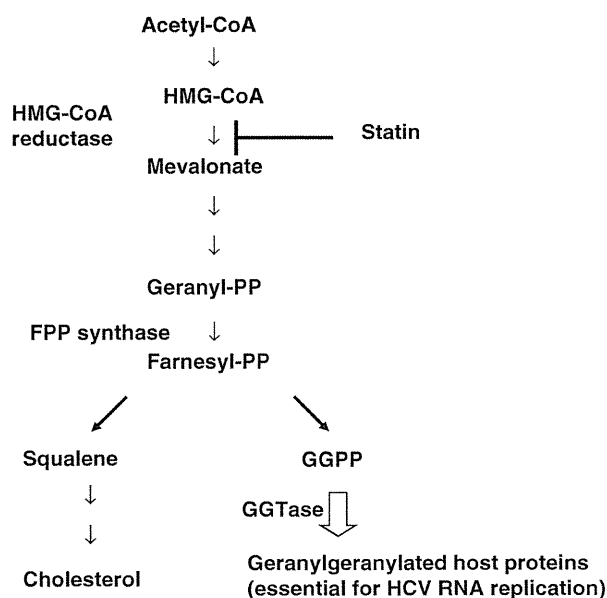 Acetyl-CoA
↓
HMG-CoA
HMG-CoA
reductase
↓
Statin
Mevalonate
↓
↓
Geranyl-PP
FPP synthase
↓
Farnesyl-PP
Squalene
GGPP
↓
GGTase
↓
Cholesterol
Geranylgeranylated host proteins
(essential for HCV RNA replication)